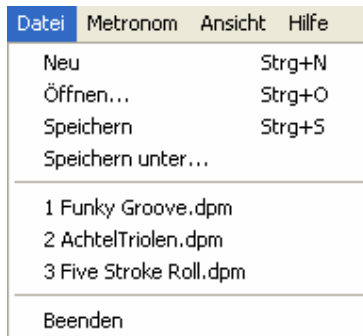 Datei Metronom Ansicht Hilfe
Neu Strg+N
Öffnen... Strg+O
Speichern Strg+S
Speichern unter...
1 Funky Groove.dpm
2 AchtelTriolen.dpm
3 Five Stroke Roll.dpm
Beenden